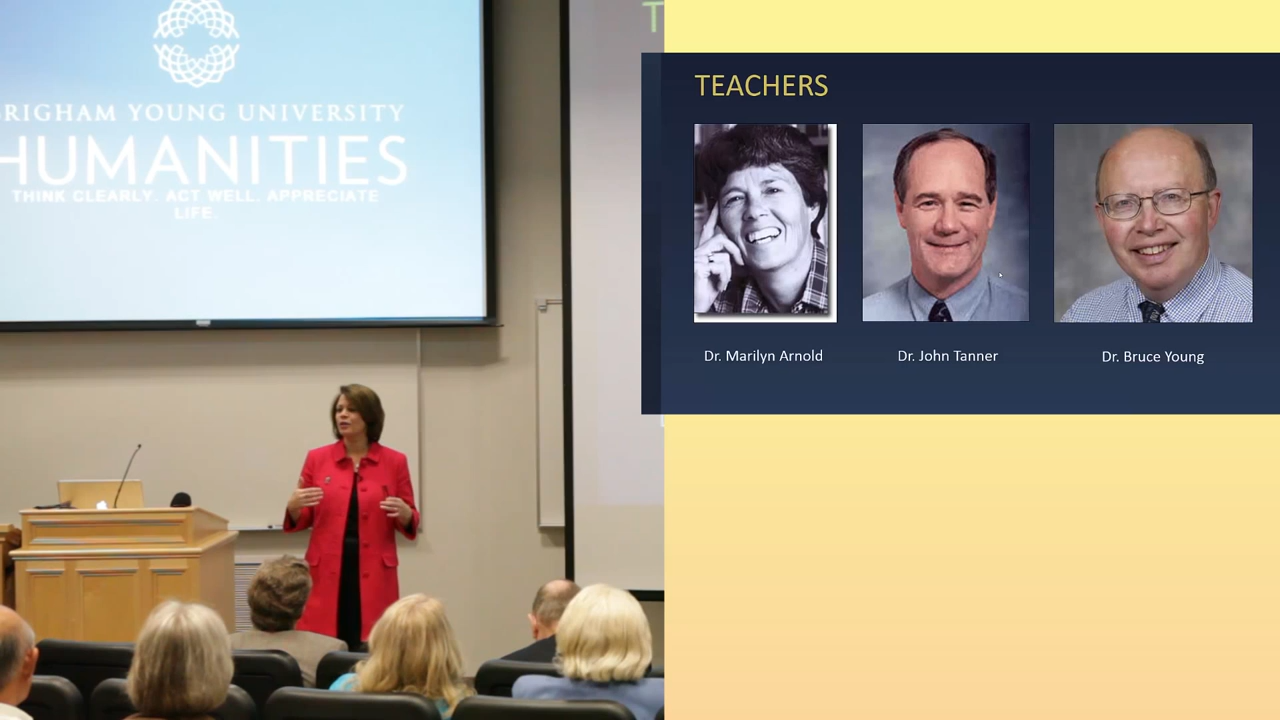 RIGHAM YOUNG UNIVERSITY
HUMANITIES
THINK CLEARLY. ACT WELL. APPRECIATE
LIFE.
T
TEACHERS
Dr. Marilyn Arnold
Dr. John Tanner
Dr. Bruce Young